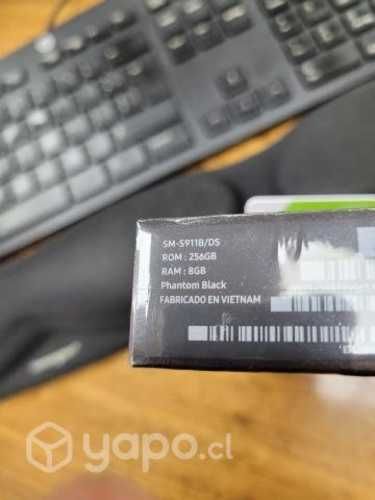 SM-S911B/DS
ROM : 256GB
RAM : 8GB
Phantom Black
FABRICADO EN VIETNAM
yapo.cl